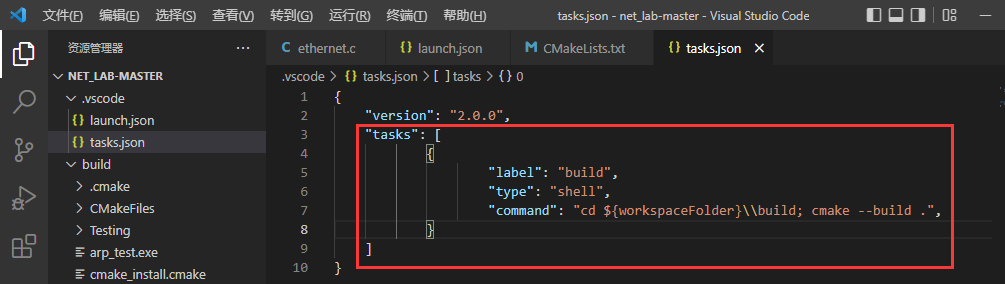 文件(F) 编辑(E) 选择(S) 查看(V) 转到(G) 运行(R) 终端(T) 帮助(H) tasks.json - net_lab-master - Visual Studio Code
资源管理器
ethernet.c
launch.json
CMakeLists.txt
tasks.json
NET_LAB-MASTER
.vscode
launch.json
tasks.json
build
.cmake
CMakeFiles
Testing
arp_test.exe
cmake_install.cmake
.vscode > {} tasks.json > [ ] tasks > {} 0
1 {
2 "version": "2.0.0",
3 "tasks": [
4 {
5 "label": "build",
6 "type": "shell",
7 "command": "cd ${workspaceFolder}\\build; cmake --build .",
8 }
9 ]
10 }